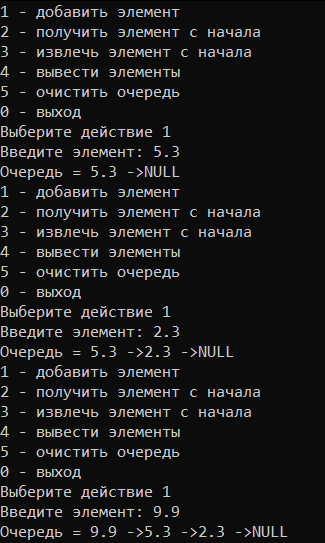 1 - добавить элемент
2 - получить элемент с начала
3 - извлечь элемент с начала
4 - вывести элементы
5 - очистить очередь
0 - выход
Выберите действие 1
Введите элемент: 5.3
Очередь = 5.3 ->NULL
1 - добавить элемент
2 - получить элемент с начала
3 - извлечь элемент с начала
4 - вывести элементы
5 - очистить очередь
0 - выход
Выберите действие 1
Введите элемент: 2.3
Очередь = 5.3 ->2.3 ->NULL
1 - добавить элемент
2 - получить элемент с начала
3 - извлечь элемент с начала
4 - вывести элементы
5 - очистить очередь
0 - выход
Выберите действие 1
Введите элемент: 9.9
Очередь = 9.9 ->5.3 ->2.3 ->NULL